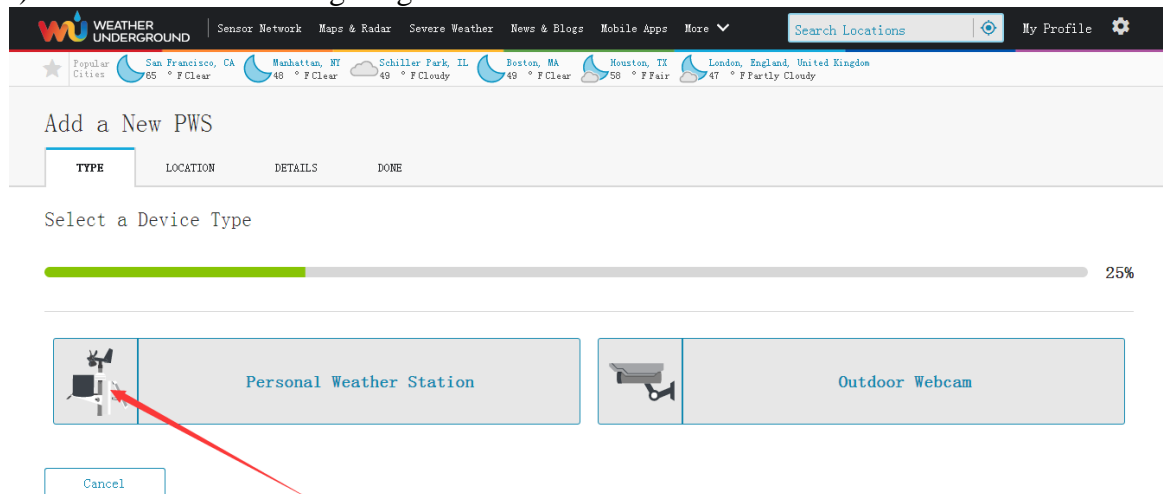 WEATHER UNDERGROUND Sensor Network Maps & Radar Severe Weather News & Blogs Mobile Apps More Search Locations My Profile
Popular Cities San Francisco, CA 65 ° F Clear Manhattan, NY 48 ° F Clear Schiller Park, IL 49 ° F Cloudy Boston, MA 49 ° F Clear Houston, TX 58 ° F Fair London, England, United Kingdom 47 ° F Partly Cloudy
Add a New PWS
TYPE LOCATION DETAILS DONE
Select a Device Type
25%
Personal Weather Station Outdoor Webcam
Cancel